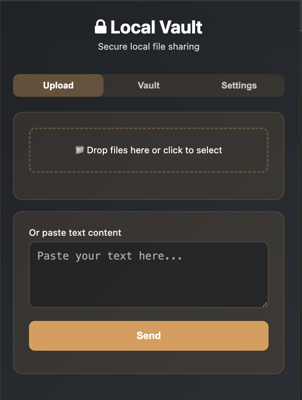 🔒 Local Vault
Secure local file sharing
Upload Vault Settings
📁 Drop files here or click to select
Or paste text content
Paste your text here...
Send